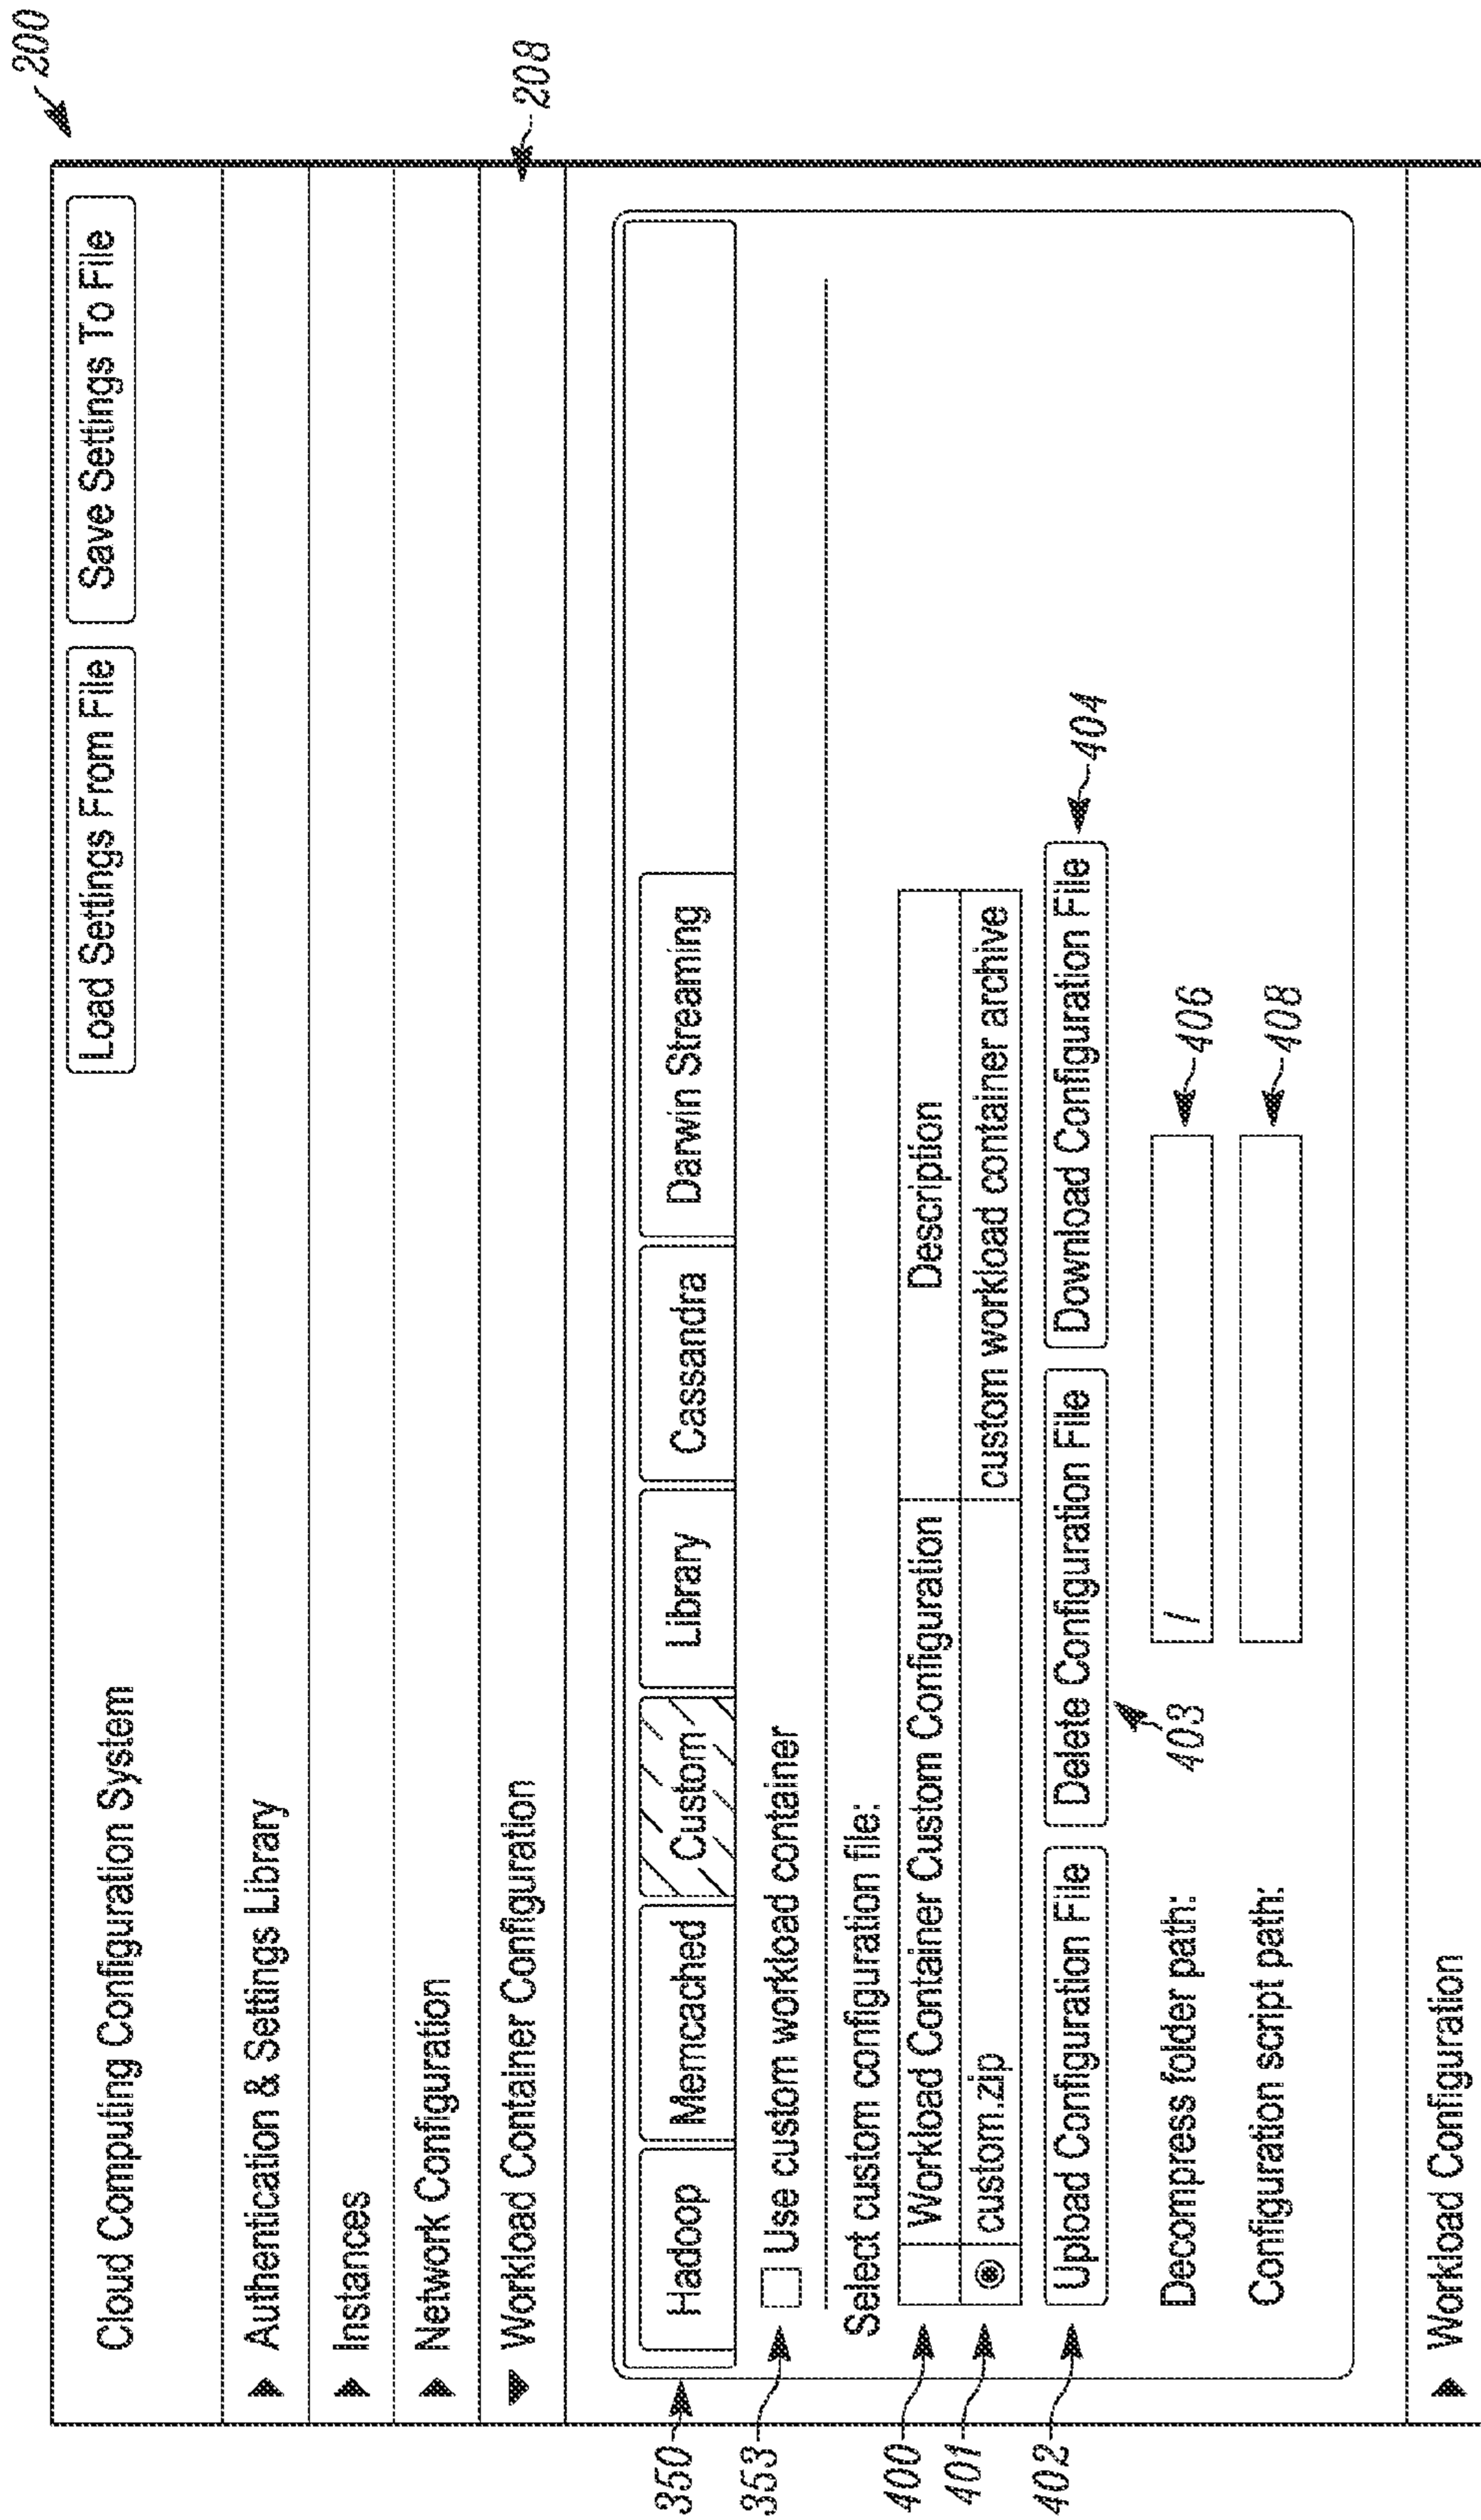 200
Cloud Computing Configuration System
Load Settings From File Save Settings To File
Authentication & Settings Library
Instances
Network Configuration
Workload Container Configuration
208
350
Hadoop Memcached Custom Library Cassandra Darwin Streaming
353
Use custom workload container
Select custom configuration file:
400
Workload Container Custom Configuration Description
401
custom.zip custom workload container archive
402
Upload Configuration File Delete Configuration File Download Configuration File
404
403
Decompress folder path: / 406
Configuration script path: 408
Workload Configuration